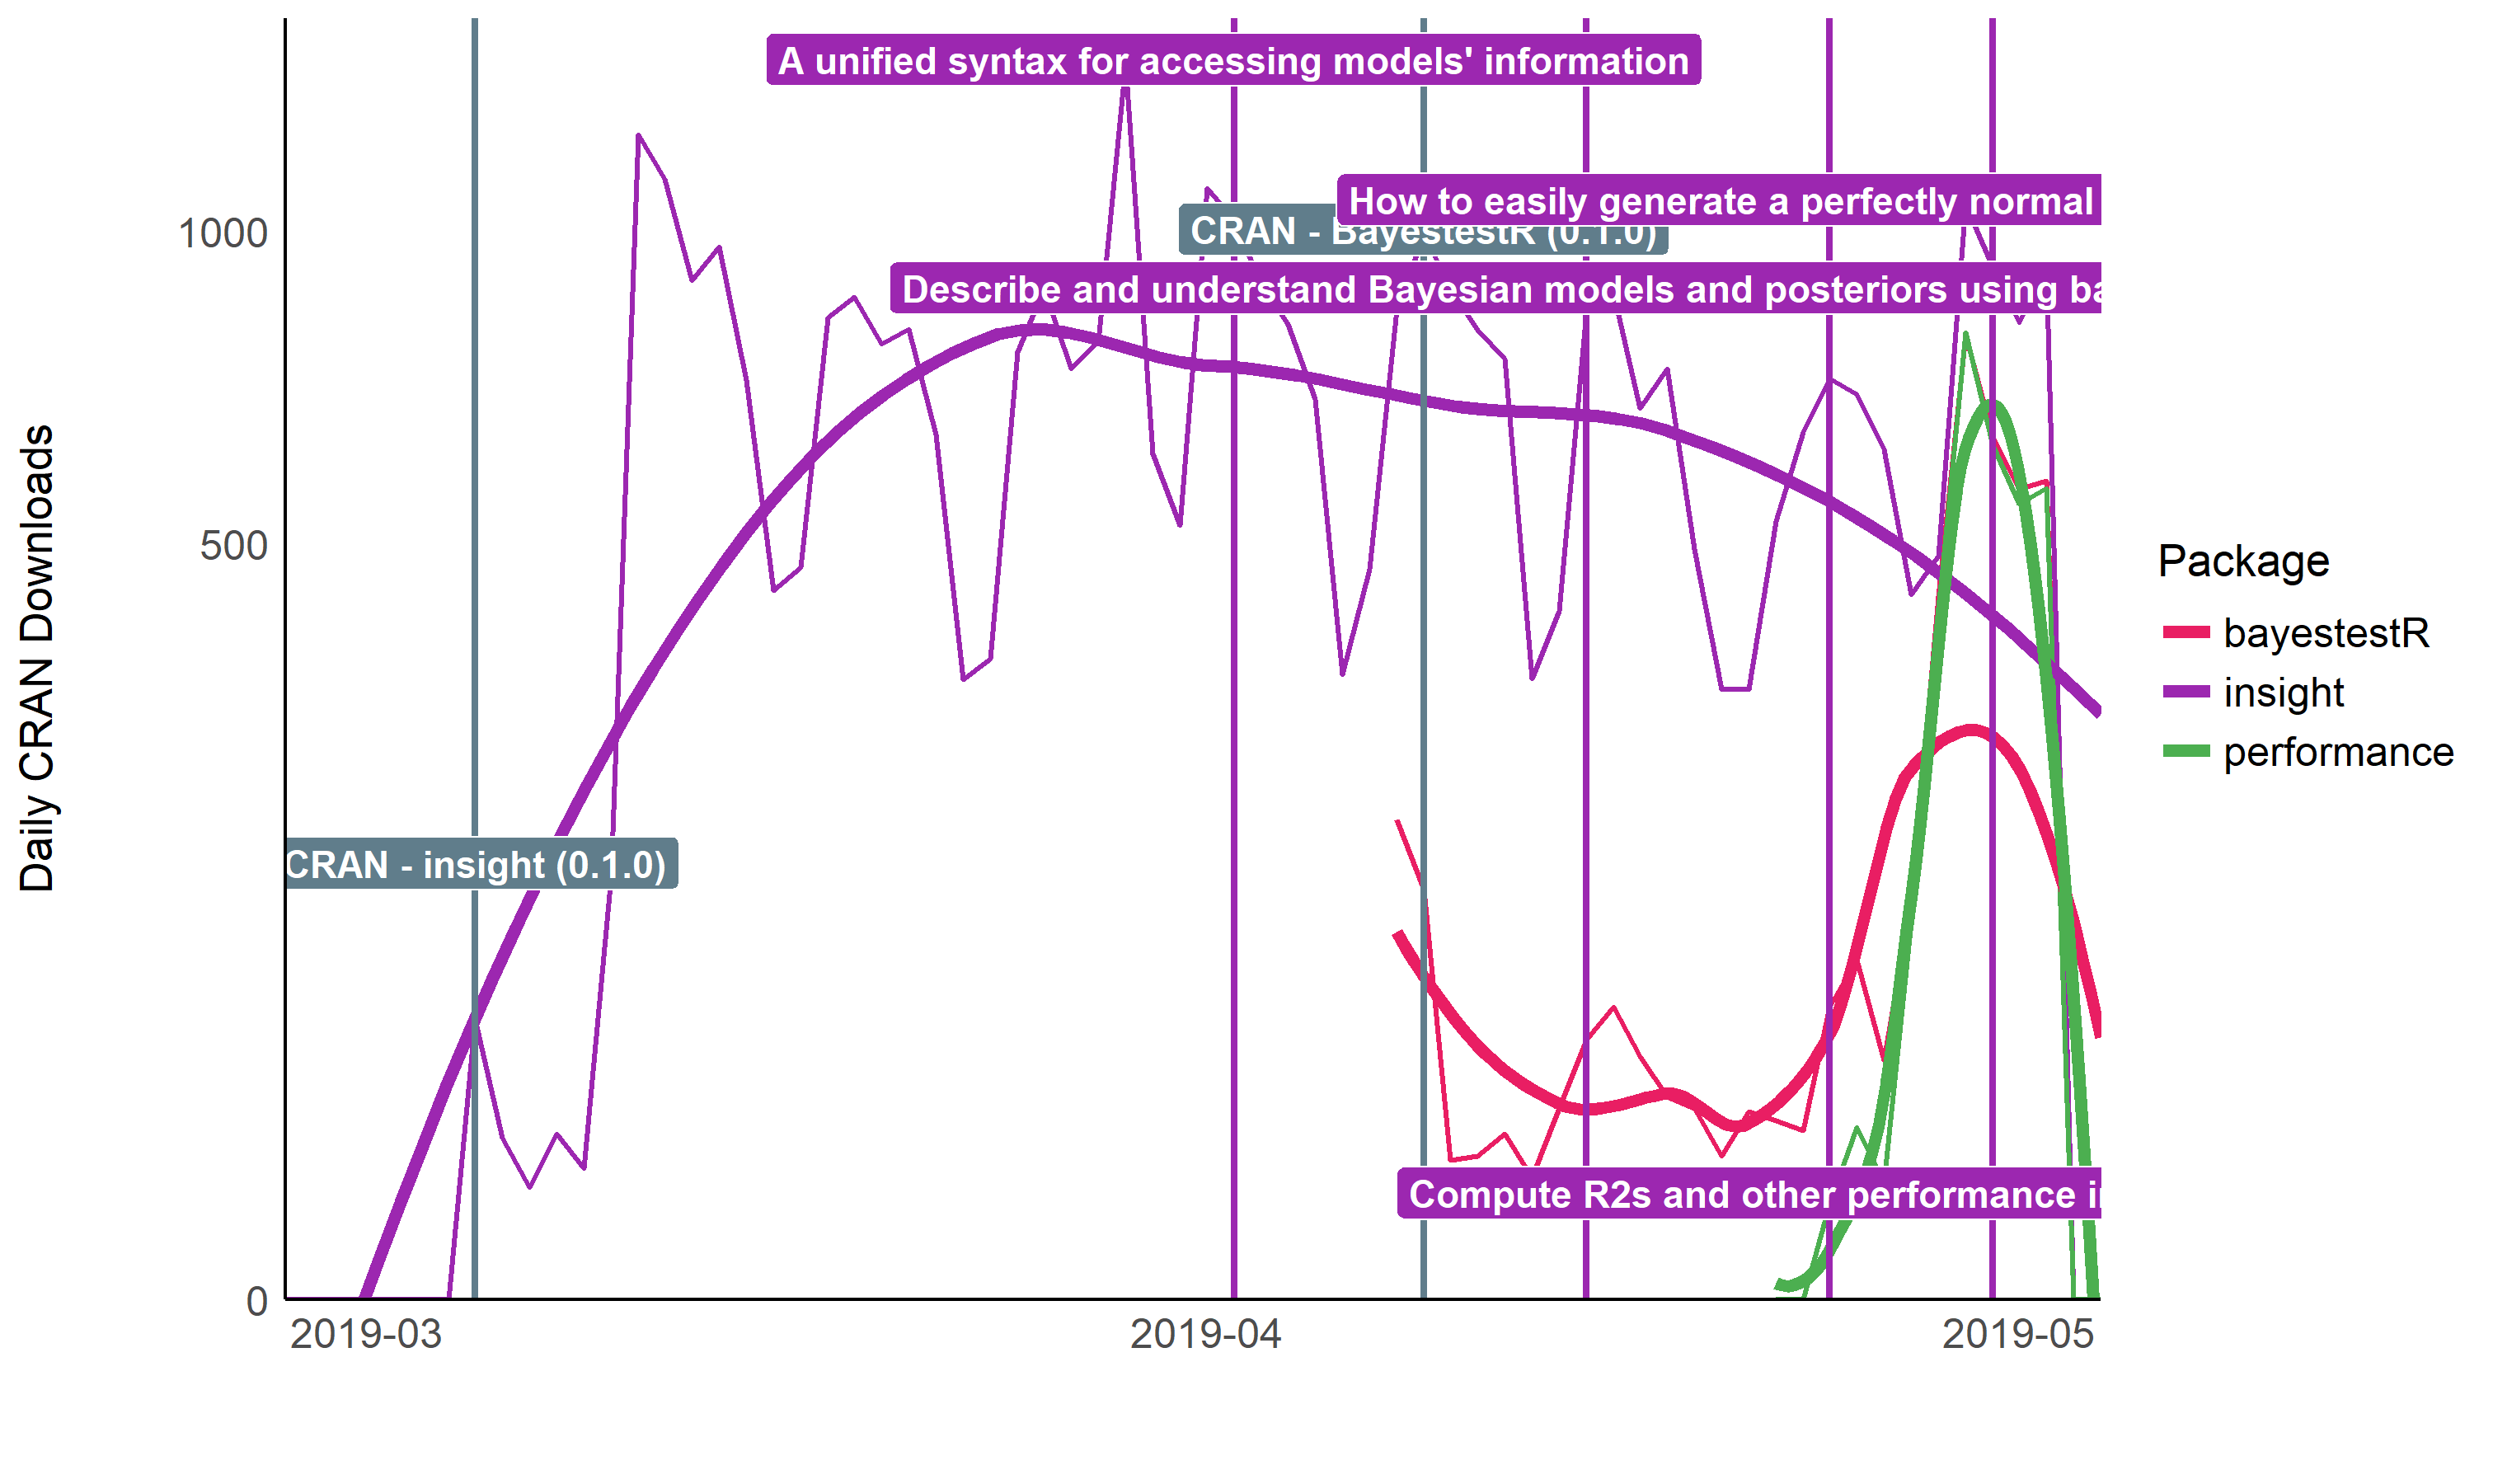 A unified syntax for accessing models' information
How to easily generate a perfectly normal
CRAN - BayestestR (0.1.0)
Describe and understand Bayesian models and posteriors using ba
CRAN - insight (0.1.0)
Compute R2s and other performance i
Daily CRAN Downloads
1000
500
0
2019-03
2019-04
2019-05
Package
bayestestR
insight
performance